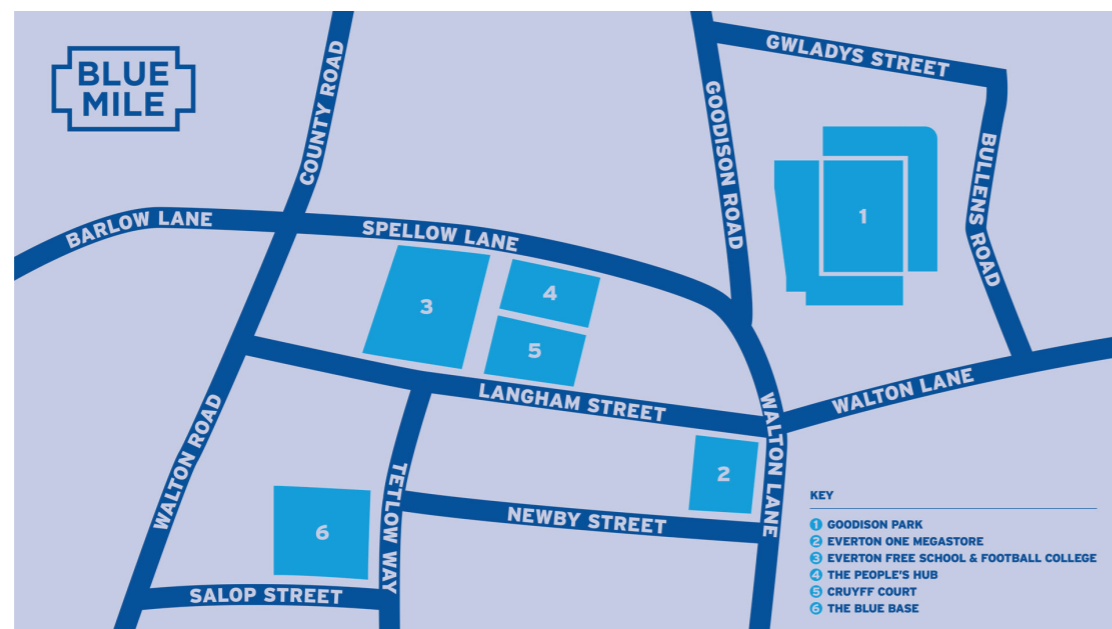 BLUE
MILE
COUNTY ROAD
GOODISON ROAD
GWLADYS STREET
BULLENS ROAD
BARLOW LANE
SPELLOW LANE
1
3
4
5
LANGHAM STREET
WALTON LANE
WALTON LANE
WALTON ROAD
TETLOW WAY
2
NEWBY STREET
6
SALOP STREET
KEY
1 GOODISON PARK
2 EVERTON ONE MEGASTORE
3 EVERTON FREE SCHOOL & FOOTBALL COLLEGE
4 THE PEOPLE'S HUB
5 CRUYFF COURT
6 THE BLUE BASE